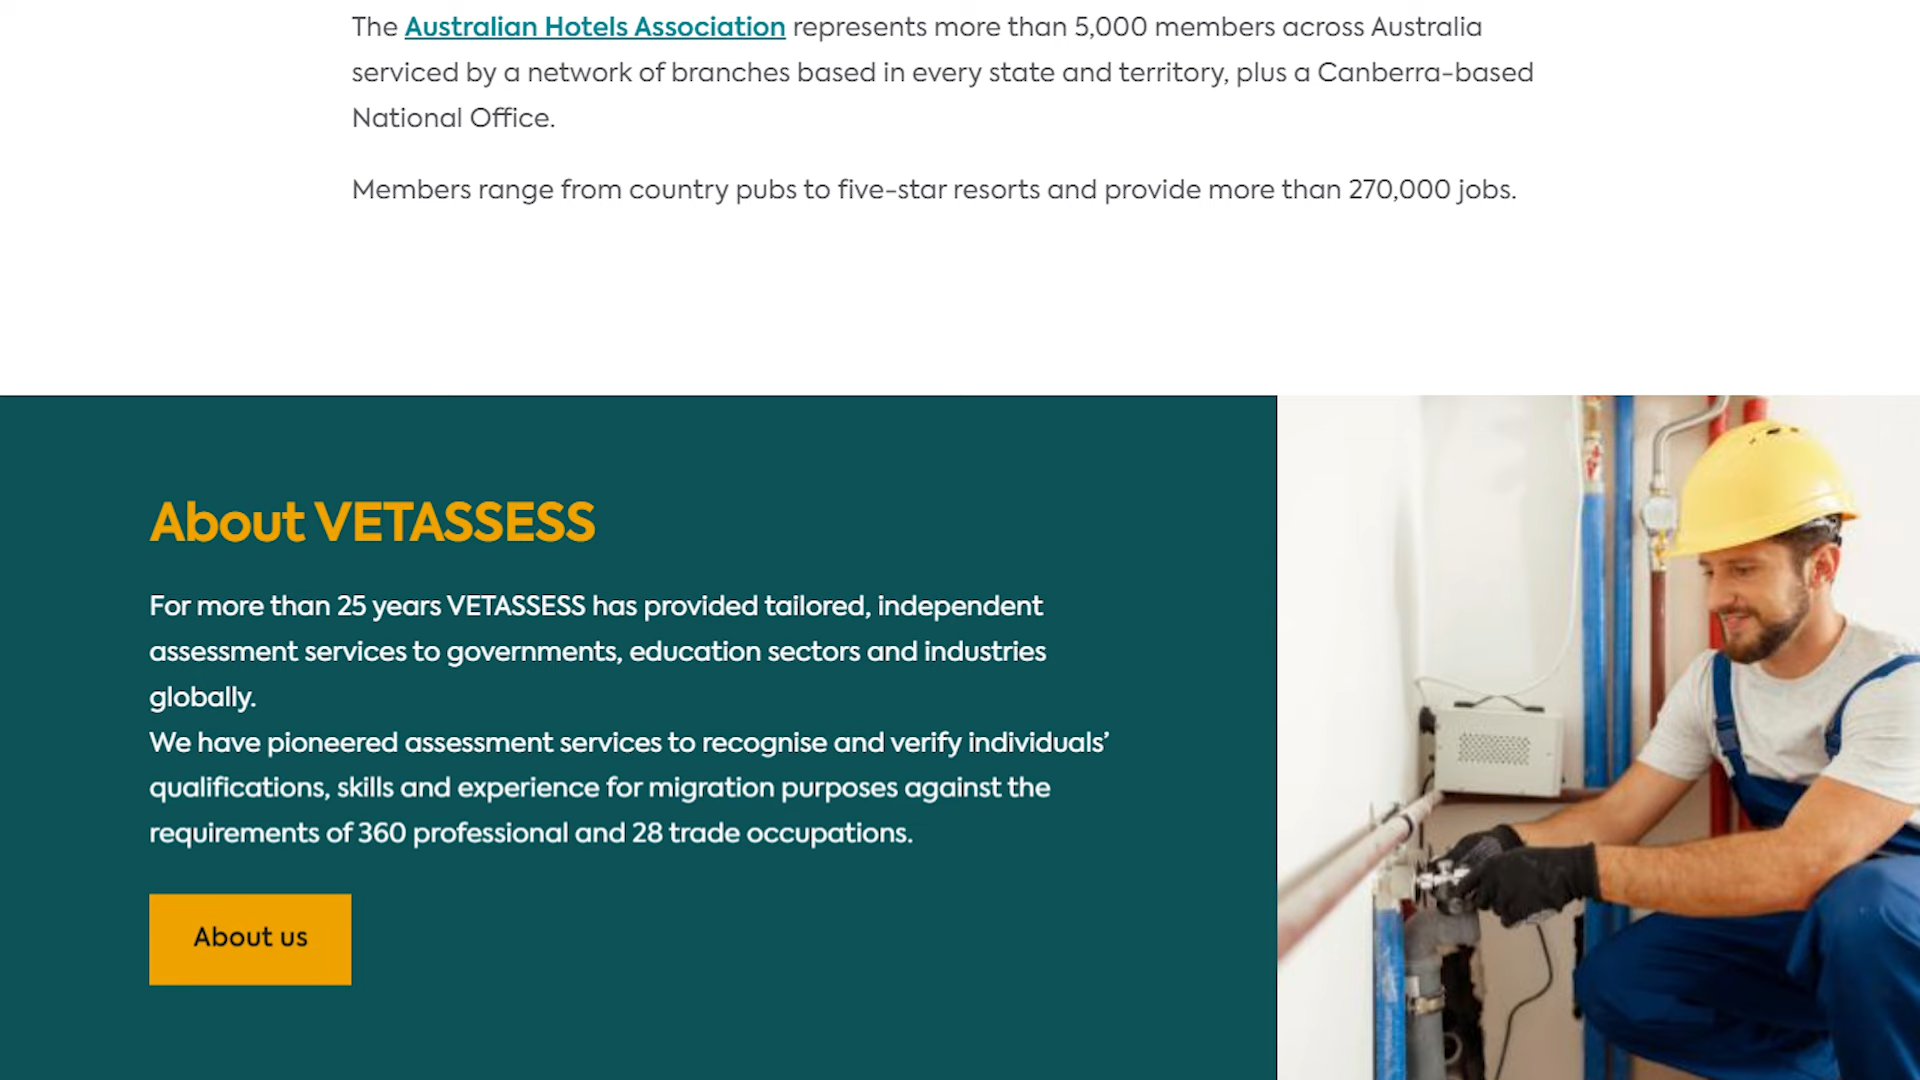 The Australian Hotels Association represents more than 5,000 members across Australia
serviced by a network of branches based in every state and territory, plus a Canberra-based
National Office.
Members range from country pubs to five-star resorts and provide more than 270,000 jobs.
About VETASSESS
For more than 25 years VETASSESS has provided tailored, independent
assessment services to governments, education sectors and industries
globally.
We have pioneered assessment services to recognise and verify individuals’
qualifications, skills and experience for migration purposes against the
requirements of 360 professional and 28 trade occupations.
About us